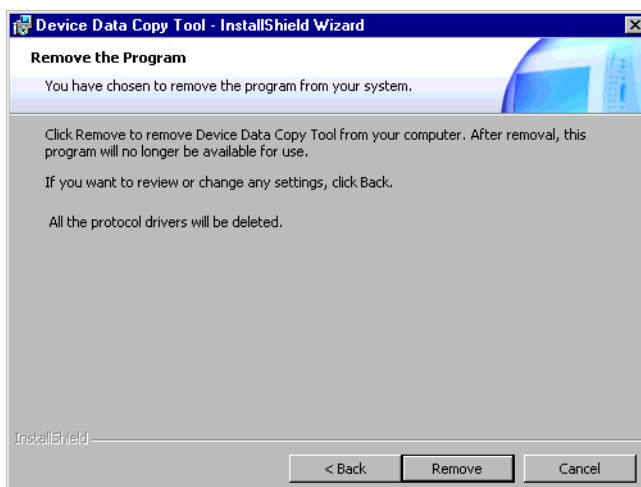 Device Data Copy Tool - InstallShield Wizard
Remove the Program
You have chosen to remove the program from your system.
Click Remove to remove Device Data Copy Tool from your computer. After removal, this
program will no longer be available for use.
If you want to review or change any settings, click Back.
All the protocol drivers will be deleted.
InstallShield
< Back
Remove
Cancel